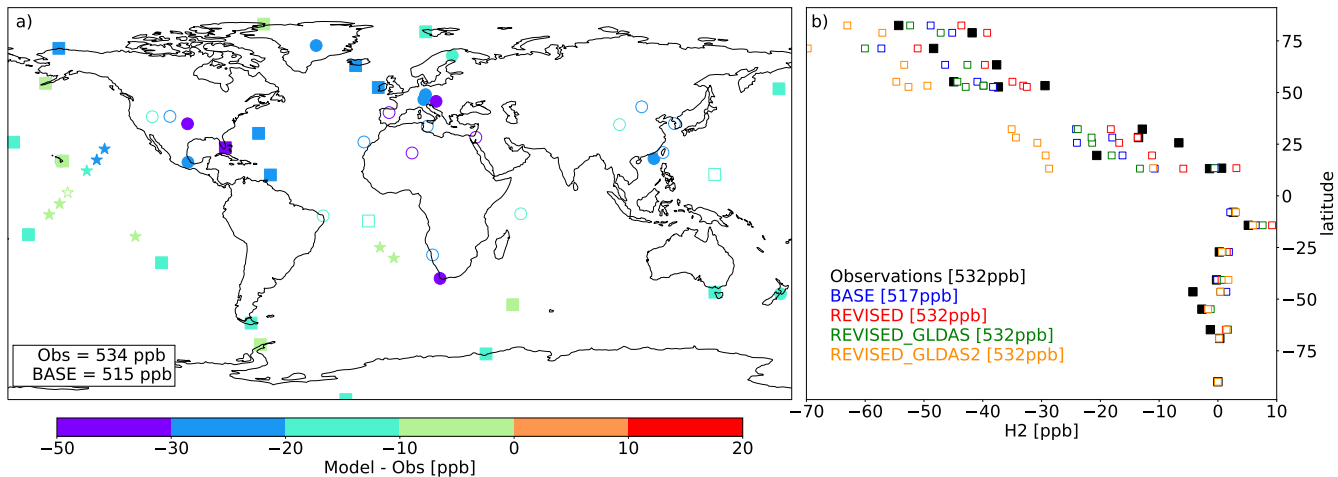 a)
Obs = 534 ppb
BASE = 515 ppb
−50 −30 −20 −10 0 10 20
Model - Obs [ppb]
b)
75
50
25
0
−25
−50
−75
latitude
Observations [532ppb]
BASE [517ppb]
REVISED [532ppb]
REVISED_GLDAS [532ppb]
REVISED_GLDAS2 [532ppb]
−70 −60 −50 −40 −30 −20 −10 0 10
H2 [ppb]